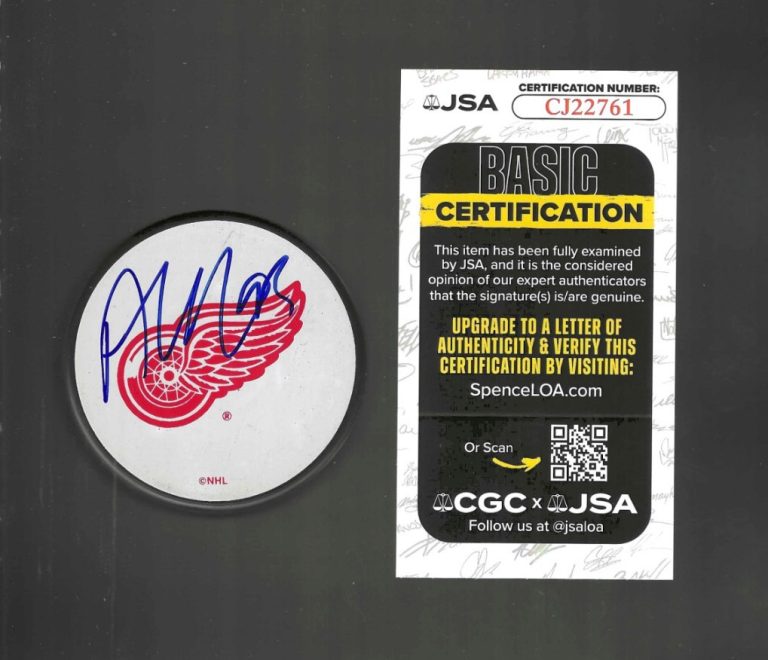 ®
©NHL
JSA
CERTIFICATION NUMBER:
CJ22761
BASIC
CERTIFICATION
This item has been fully examined
by JSA, and it is the considered
opinion of our expert authenticators
that the signature(s) is/are genuine.
UPGRADE TO A LETTER OF
AUTHENTICITY & VERIFY THIS
CERTIFICATION BY VISITING:
SpenceLOA.com
Or Scan
CGC x JSA
Follow us at @jsaloa